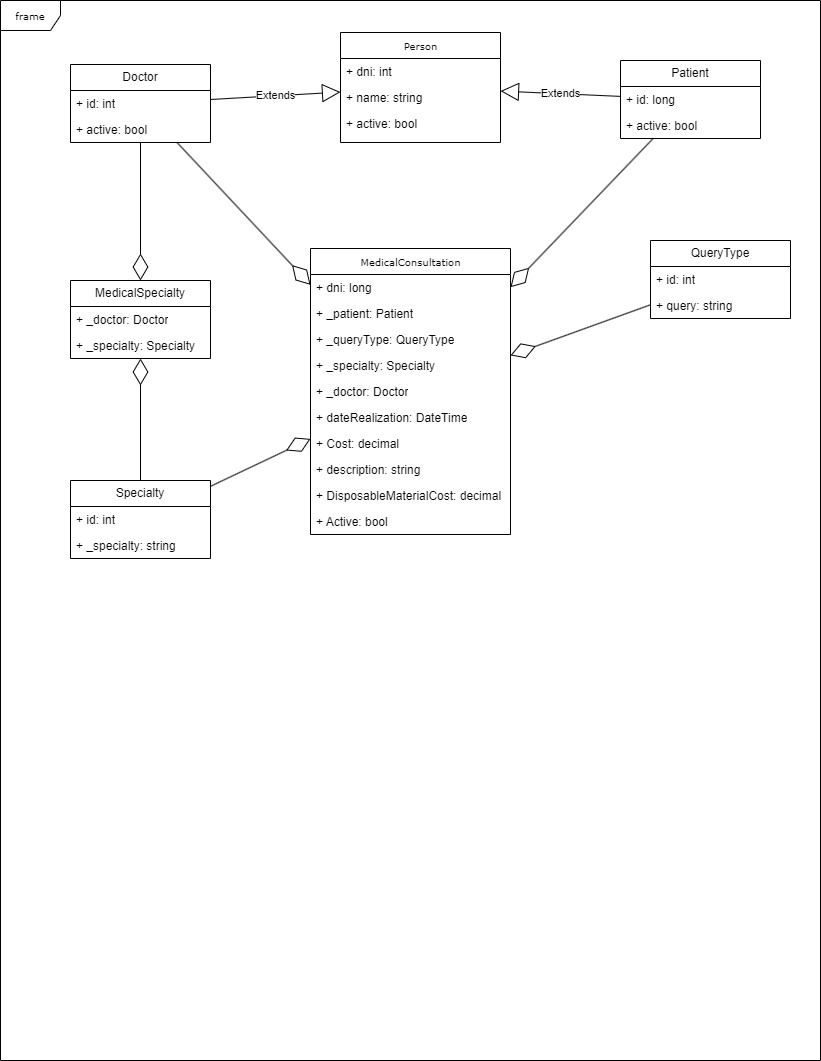 frame
Person
+ dni: int
+ name: string
+ active: bool
Doctor
+ id: int
+ active: bool
Extends
Extends
Patient
+ id: long
+ active: bool
MedicalConsultation
+ dni: long
+ _patient: Patient
+ _queryType: QueryType
+ _specialty: Specialty
+ _doctor: Doctor
+ dateRealization: DateTime
+ Cost: decimal
+ description: string
+ DisposableMaterialCost: decimal
+ Active: bool
QueryType
+ id: int
+ query: string
MedicalSpecialty
+ _doctor: Doctor
+ _specialty: Specialty
Specialty
+ id: int
+ _specialty: string